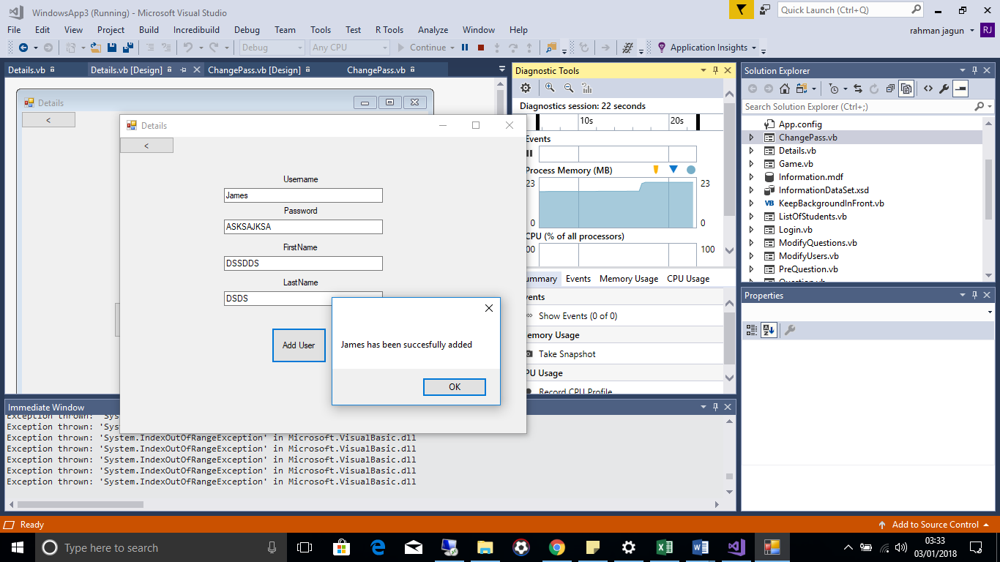 WindowsApp3 (Running) - Microsoft Visual Studio
Quick Launch (Ctrl+Q)
File Edit View Project Build Incredibuild Debug Team Tools Test R Tools Analyze Window Help
rahman jagun RJ
Debug Any CPU Continue Application Insights
Details.vb Details.vb [Design] ChangePass.vb [Design] ChangePass.vb
Details
<
Details
<
Username
James
Password
ASKSAJKSA
FirstName
DSSDDS
LastName
DSDS
Add User
James has been succesfully added
OK
Diagnostic Tools
Diagnostics session: 22 seconds
10s 20s
Events
Process Memory (MB)
23 23
0 0
CPU (% of all processors)
00 100
ummary Events Memory Usage CPU Usage
vents
Show Events (0 of 0)
emory Usage
Take Snapshot
PU Usage
Record CPU Profile
Solution Explorer
Search Solution Explorer (Ctrl+;)
App.config
ChangePass.vb
Details.vb
Game.vb
Information.mdf
InformationDataSet.xsd
VB KeepBackgroundInFront.vb
ListOfStudents.vb
Login.vb
ModifyQuestions.vb
ModifyUsers.vb
PreQuestion.vb
Question.vb
Properties
Immediate Window
Exception thrown: 'Sys
Exception thrown: 'Sys
Exception thrown: 'System.IndexOutOfRangeException' in Microsoft.VisualBasic.dll
Exception thrown: 'System.IndexOutOfRangeException' in Microsoft.VisualBasic.dll
Exception thrown: 'System.IndexOutOfRangeException' in Microsoft.VisualBasic.dll
Exception thrown: 'System.IndexOutOfRangeException' in Microsoft.VisualBasic.dll
Exception thrown: 'System.IndexOutOfRangeException' in Microsoft.VisualBasic.dll
Ready
Add to Source Control
Type here to search
03:33
03/01/2018